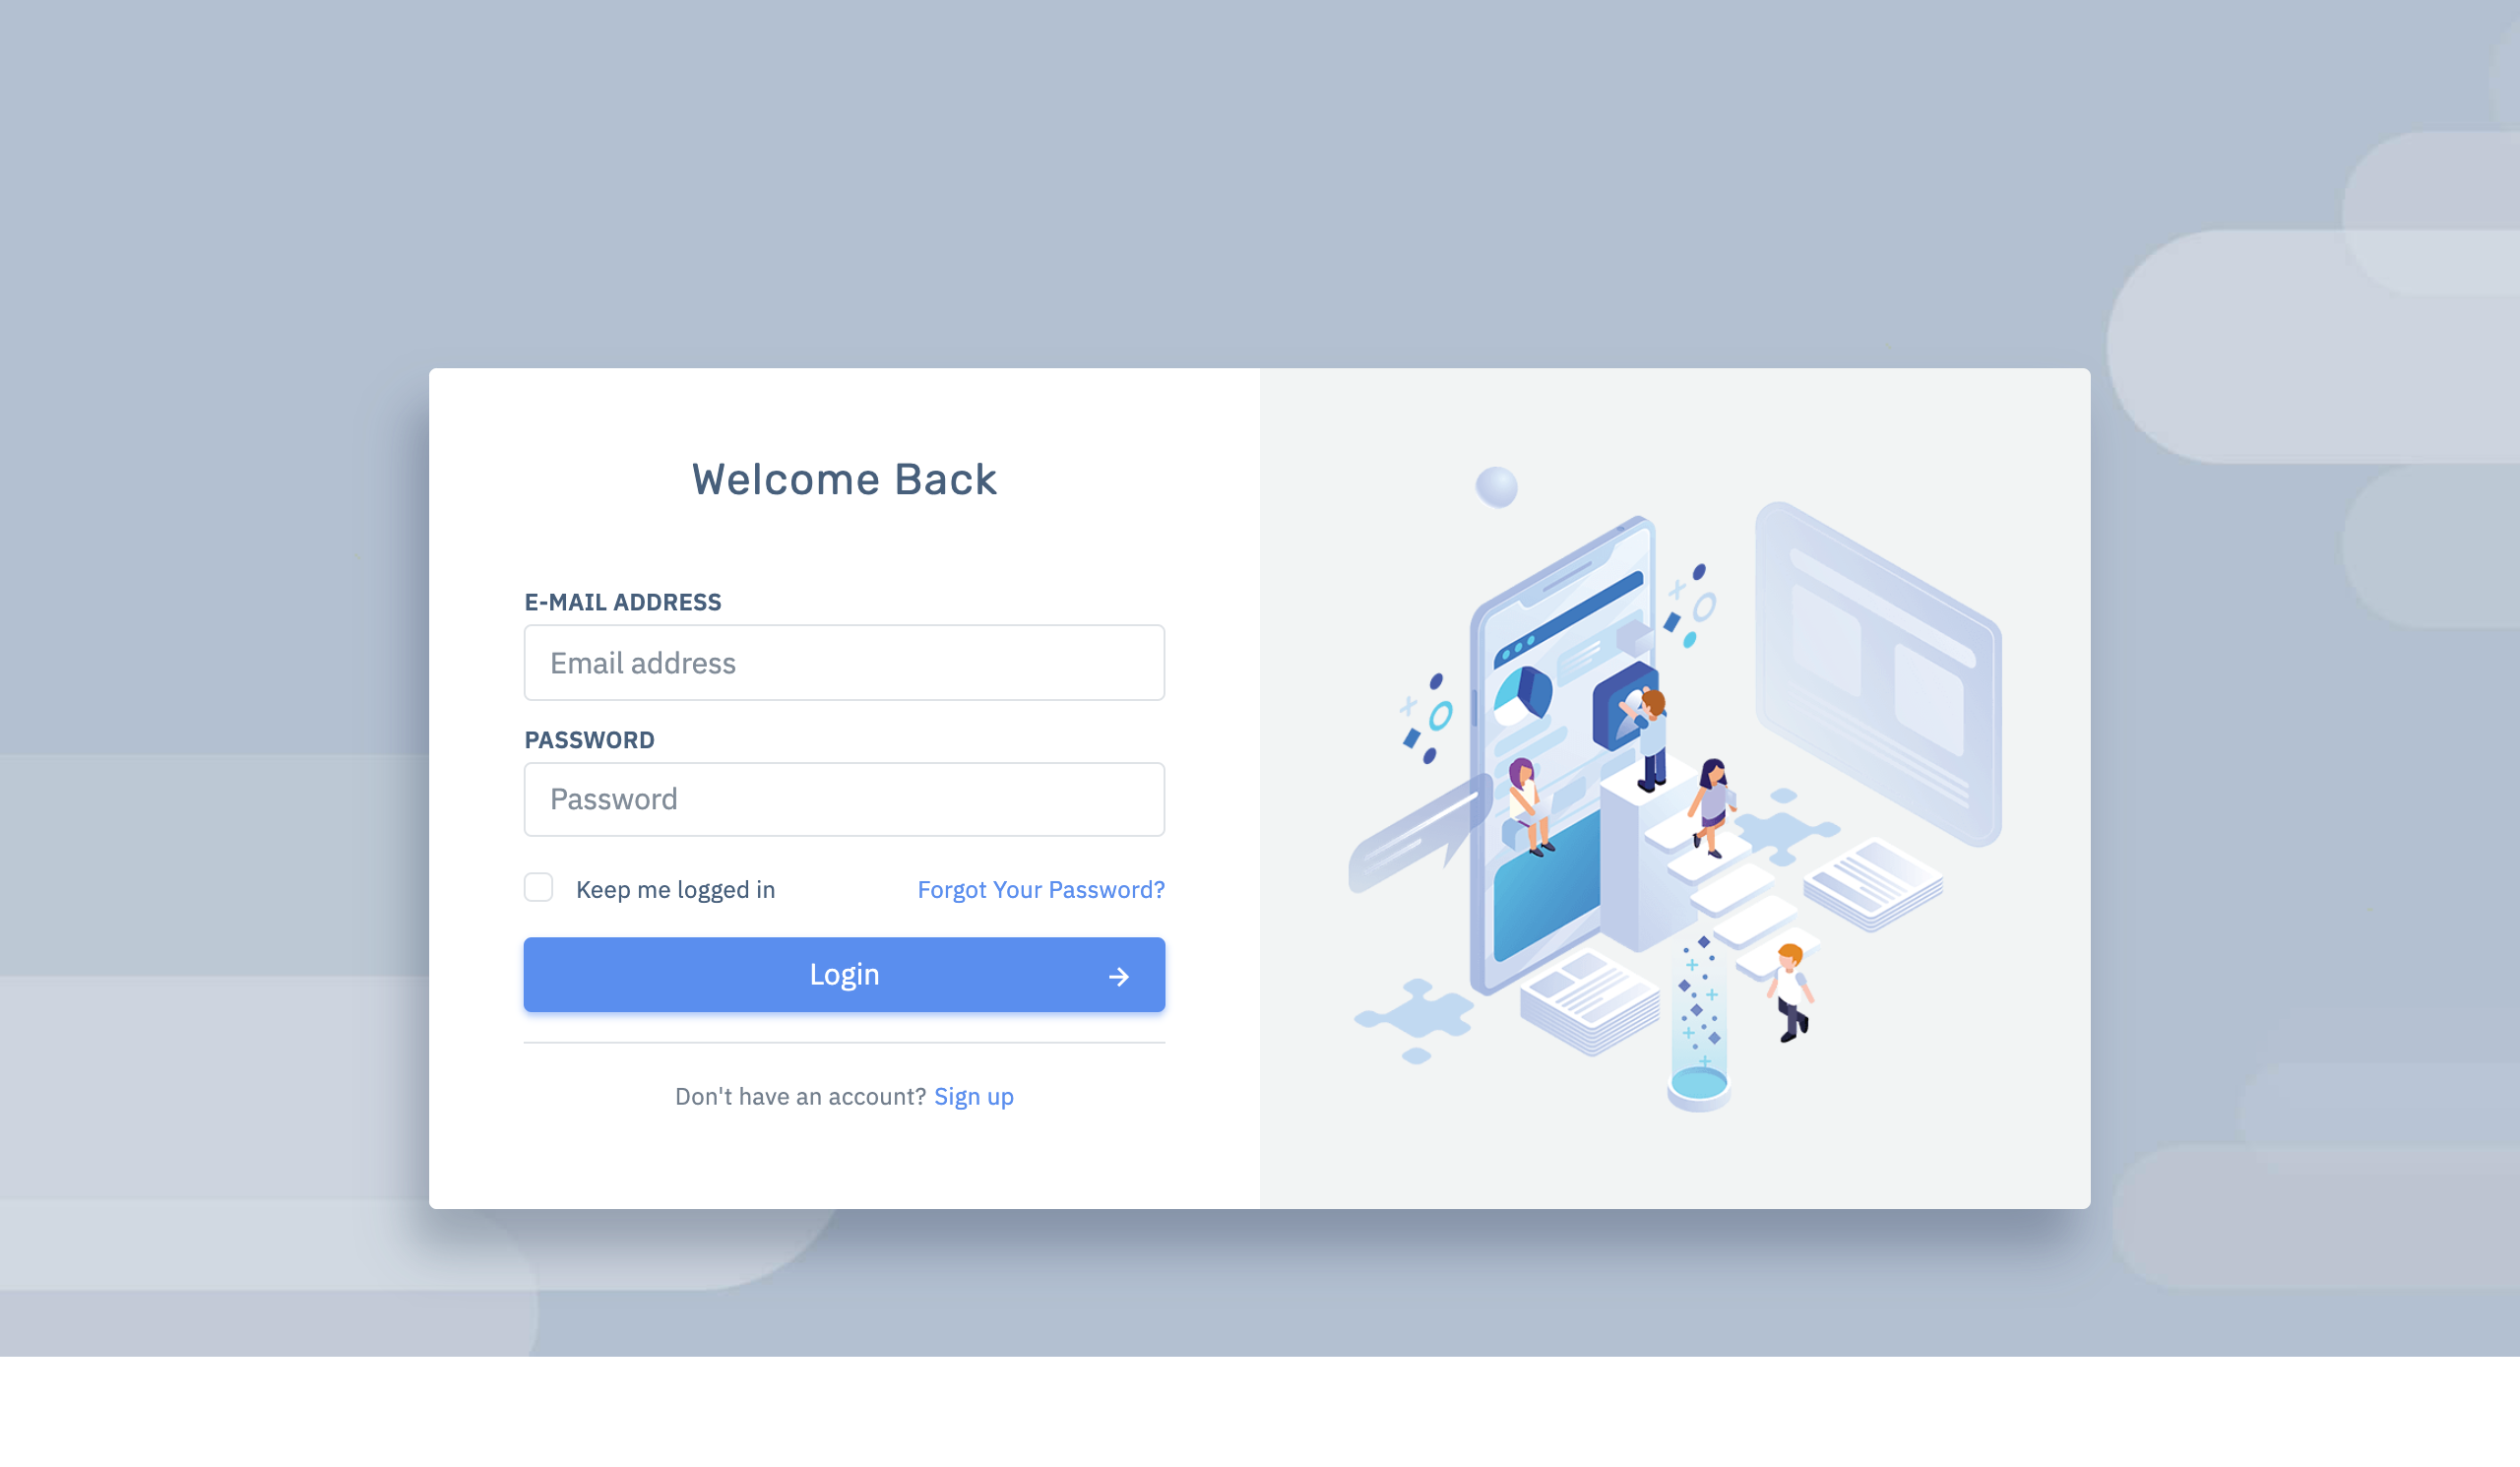 Welcome Back
E-MAIL ADDRESS
Email address
PASSWORD
Password
Keep me logged in
Forgot Your Password?
Login
Don't have an account? Sign up